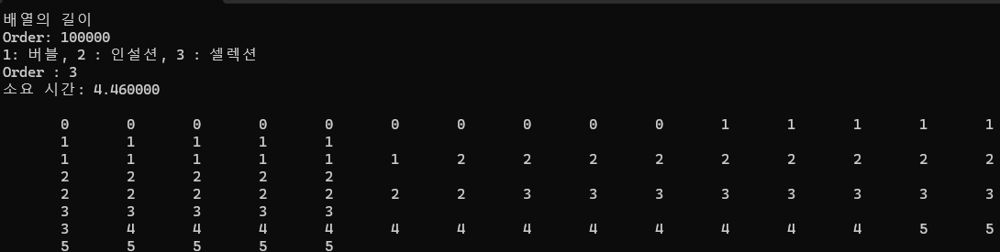 배열의 길이
Order: 100000
1: 버블, 2 : 인설션, 3 : 셀렉션
Order : 3
소요 시간: 4.460000
0 0 0 0 0 0 0 0 0 0 1 1 1 1 1
1 1 1 1 1
1 1 1 1 1 1 2 2 2 2 2 2 2 2 2
2 2 2 2 2
2 2 2 2 2 2 2 3 3 3 3 3 3 3 3
3 3 3 3 3
3 4 4 4 4 4 4 4 4 4 4 4 4 5 5
5 5 5 5 5